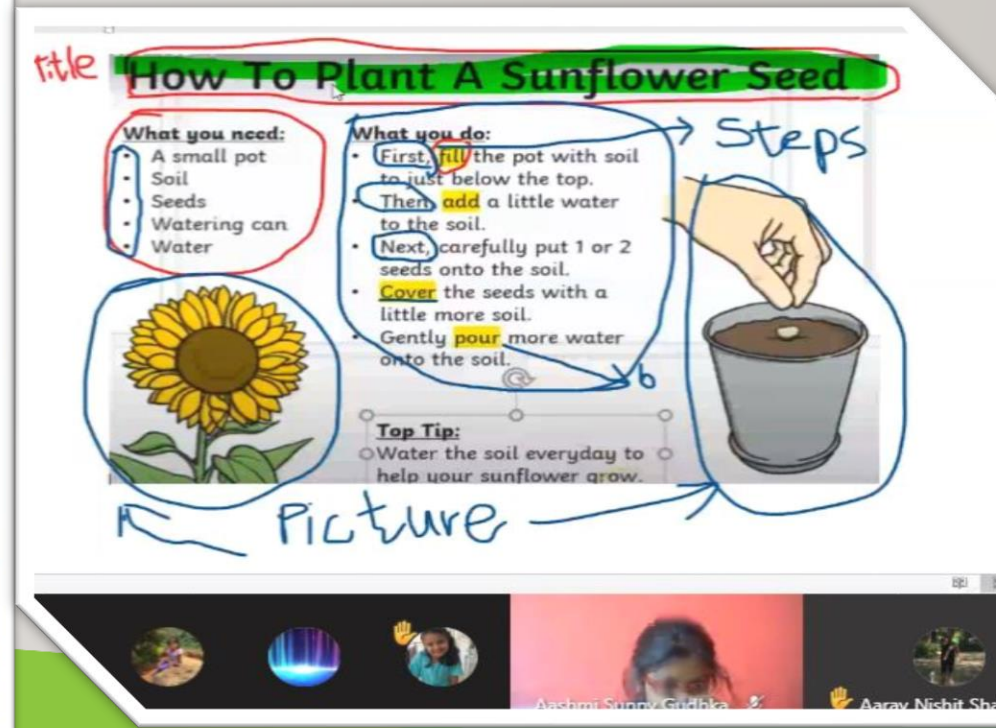 Title
How To Plant A Sunflower Seed
What you need:
• A small pot
• Soil
• Seeds
• Watering can
• Water
What you do:
• First, fill the pot with soil
to just below the top.
• Then, add a little water
to the soil.
• Next, carefully put 1 or 2
seeds onto the soil.
• Cover the seeds with a
little more soil.
• Gently pour more water
onto the soil.
Steps
6
Top Tip:
Water the soil everyday to
help your sunflower grow.
Picture
Aashmi Sunny Gudhka
Aarav Nishit Sha